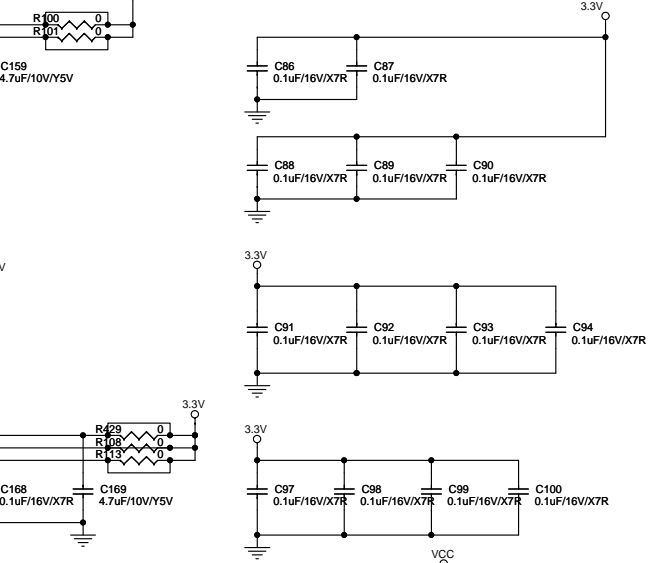 3.3V
R100 0
R101 0
C159
4.7uF/10V/Y5V
C86
0.1uF/16V/X7R
C87
0.1uF/16V/X7R
C88
0.1uF/16V/X7R
C89
0.1uF/16V/X7R
C90
0.1uF/16V/X7R
V
3.3V
C91
0.1uF/16V/X7R
C92
0.1uF/16V/X7R
C93
0.1uF/16V/X7R
C94
0.1uF/16V/X7R
3.3V
R429 0
R108 0
R113 0
C168
0.1uF/16V/X7R
C169
4.7uF/10V/Y5V
3.3V
C97
0.1uF/16V/X7R
C98
0.1uF/16V/X7R
C99
0.1uF/16V/X7R
C100
0.1uF/16V/X7R
VCC